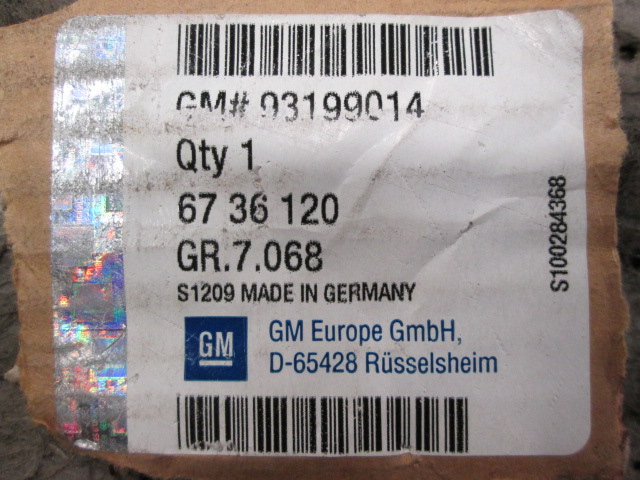 GM# 93199014
Qty 1
67 36 120
GR.7.068
S1209 MADE IN GERMANY
GM
GM Europe GmbH,
D-65428 Rüsselsheim
S100284368